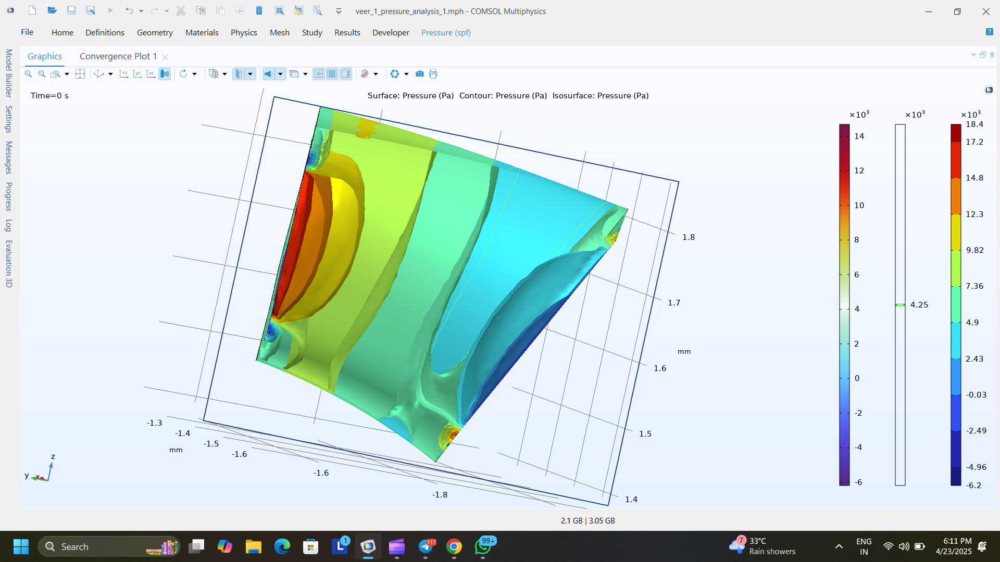 veer_1_pressure_analysis_1.mph - COMSOL Multiphysics
File Home Definitions Geometry Materials Physics Mesh Study Results Developer Pressure (spf)
?
Graphics Convergence Plot 1
Model Builder
Settings
Messages
Progress
Log
Evaluation 3D
xy yz xz
Time=0 s
Surface: Pressure (Pa) Contour: Pressure (Pa) Isosurface: Pressure (Pa)
×10³
14
12
10
8
6
4
2
0
-2
-4
-6
×10³
4.25
×10³
18.4
17.2
14.8
12.3
9.82
7.36
4.9
2.43
-0.03
-2.49
-4.96
-6.2
1.8
1.7
mm
1.6
1.5
1.4
-1.3
-1.4
-1.5
-1.6
mm
-1.6
-1.8
z
y
x
2.1 GB | 3.05 GB
Search
L
1
117
99+
7
33°C
Rain showers
ENG
IN
6:11 PM
4/23/2025